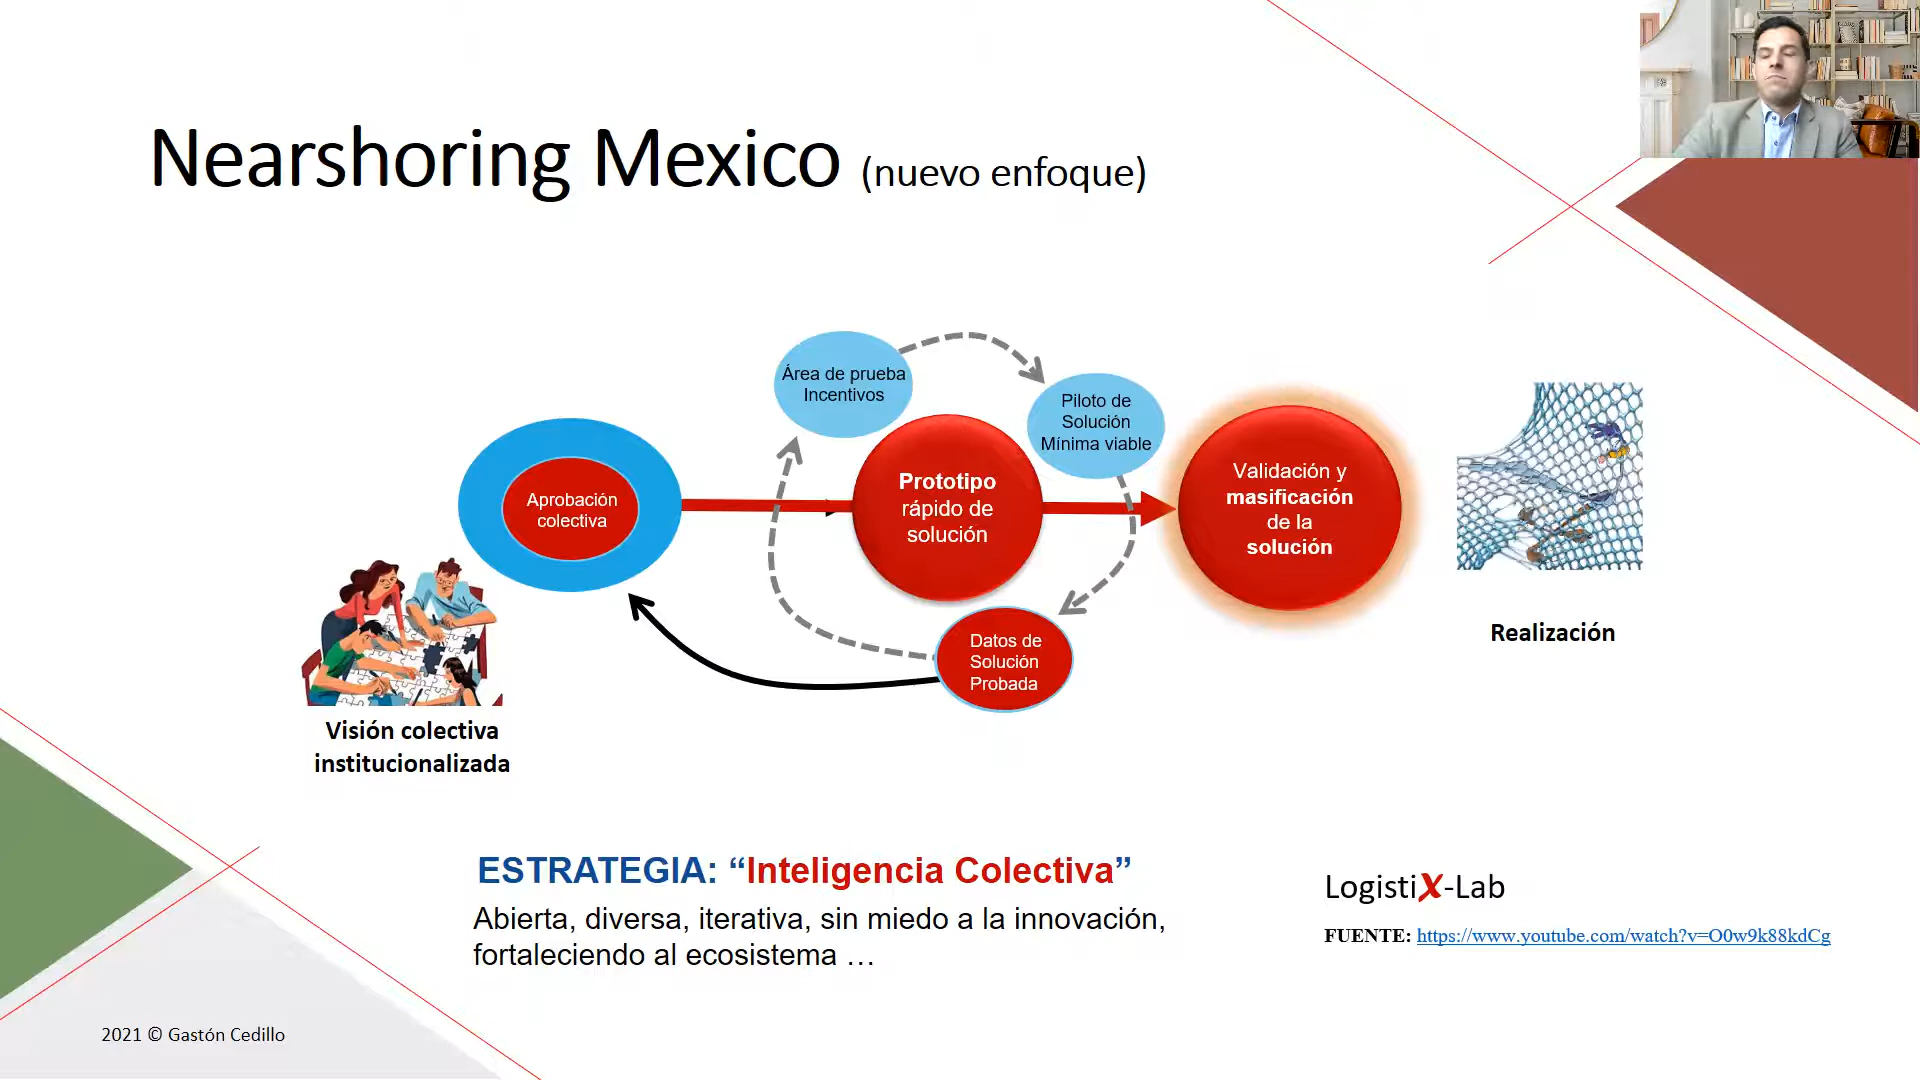 Nearshoring Mexico (nuevo enfoque)
Área de prueba
Incentivos
Piloto de
Solución
Mínima viable
Aprobación
colectiva
Prototipo
rápido de
solución
Validación y
masificación
de la
solución
Datos de
Solución
Probada
Realización
Visión colectiva
institucionalizada
ESTRATEGIA: “Inteligencia Colectiva”
Abierta, diversa, iterativa, sin miedo a la innovación,
fortaleciendo al ecosistema …
LogistiX-Lab
FUENTE: https://www.youtube.com/watch?v=O0w9k88kdCg
2021 © Gastón Cedillo